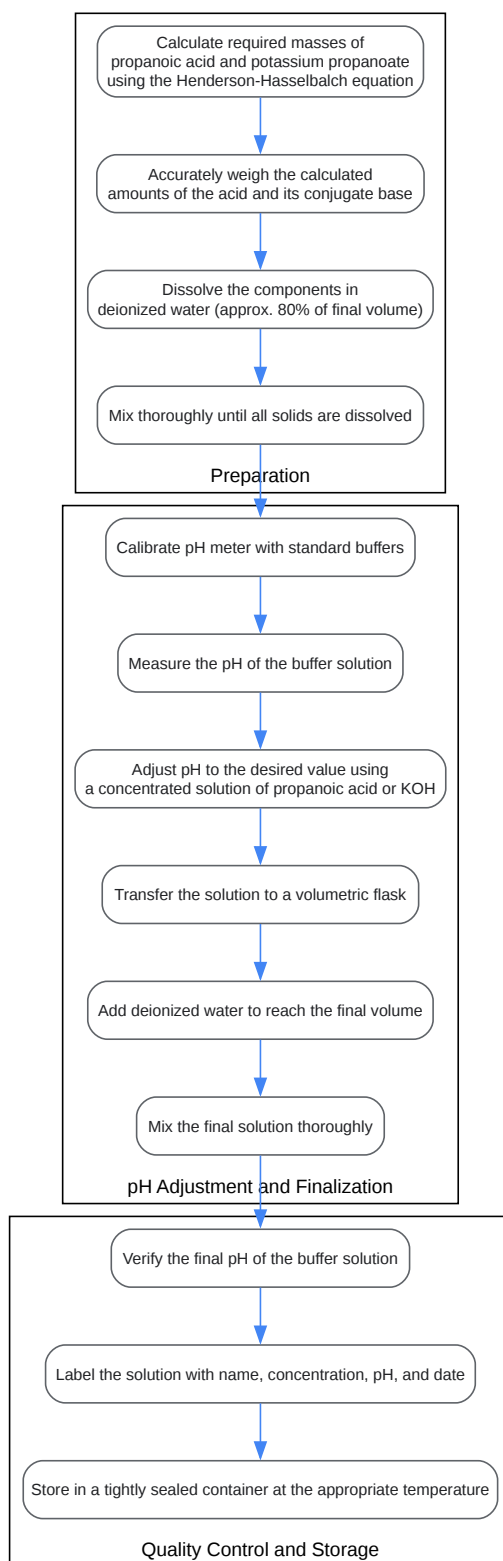 Calculate required masses of
propanoic acid and potassium propanoate
using the Henderson-Hasselbalch equation
Accurately weigh the calculated
amounts of the acid and its conjugate base
Dissolve the components in
deionized water (approx. 80% of final volume)
Mix thoroughly until all solids are dissolved
Preparation
Calibrate pH meter with standard buffers
Measure the pH of the buffer solution
Adjust pH to the desired value using
a concentrated solution of propanoic acid or KOH
Transfer the solution to a volumetric flask
Add deionized water to reach the final volume
Mix the final solution thoroughly
pH Adjustment and Finalization
Verify the final pH of the buffer solution
Label the solution with name, concentration, pH, and date
Store in a tightly sealed container at the appropriate temperature
Quality Control and Storage